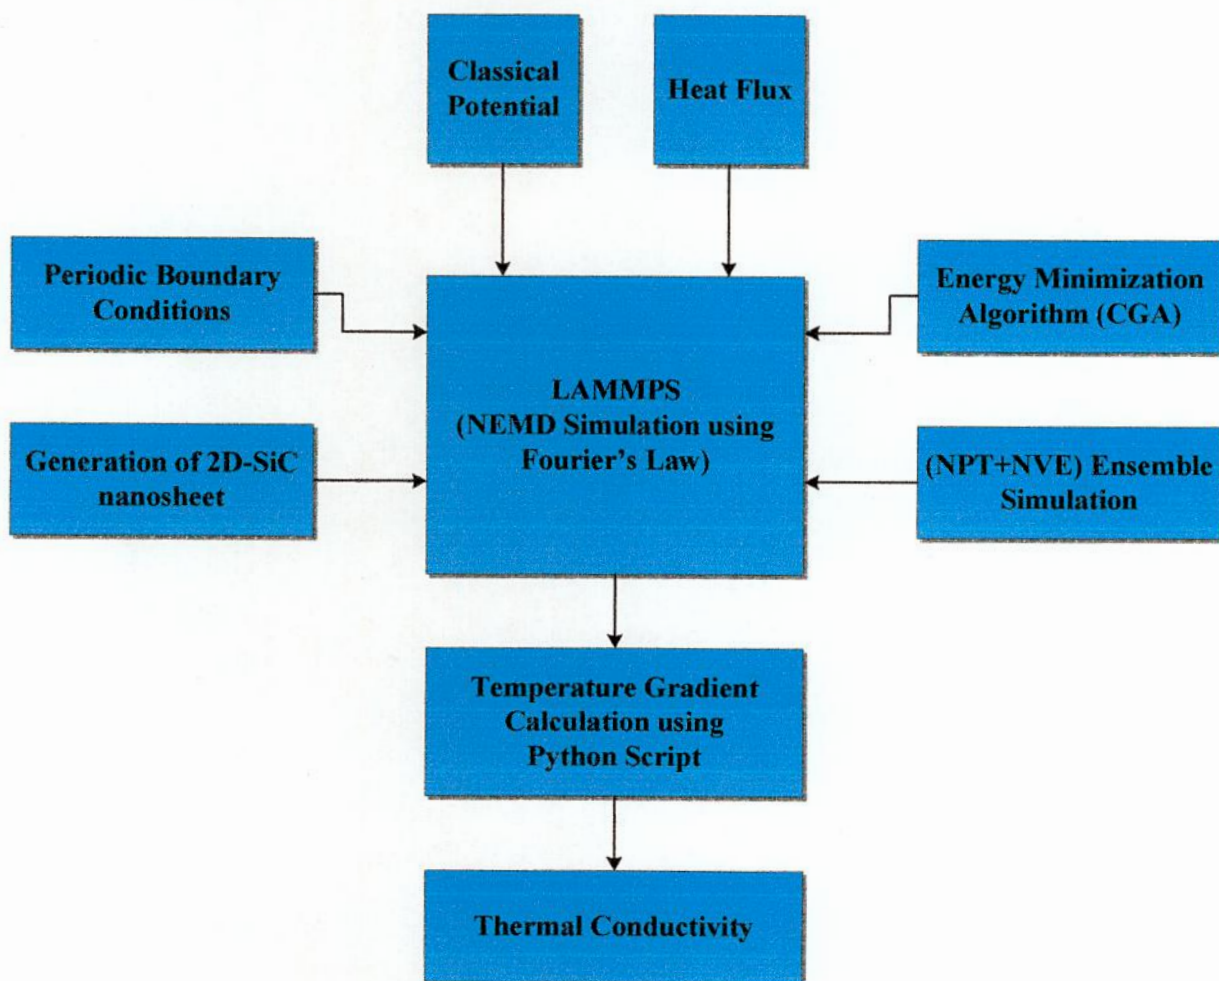 Classical
Potential
Heat Flux
Periodic Boundary
Conditions
Energy Minimization
Algorithm (CGA)
LAMMPS
(NEMD Simulation using
Fourier's Law)
Generation of 2D-SiC
nanosheet
(NPT+NVE) Ensemble
Simulation
Temperature Gradient
Calculation using
Python Script
Thermal Conductivity